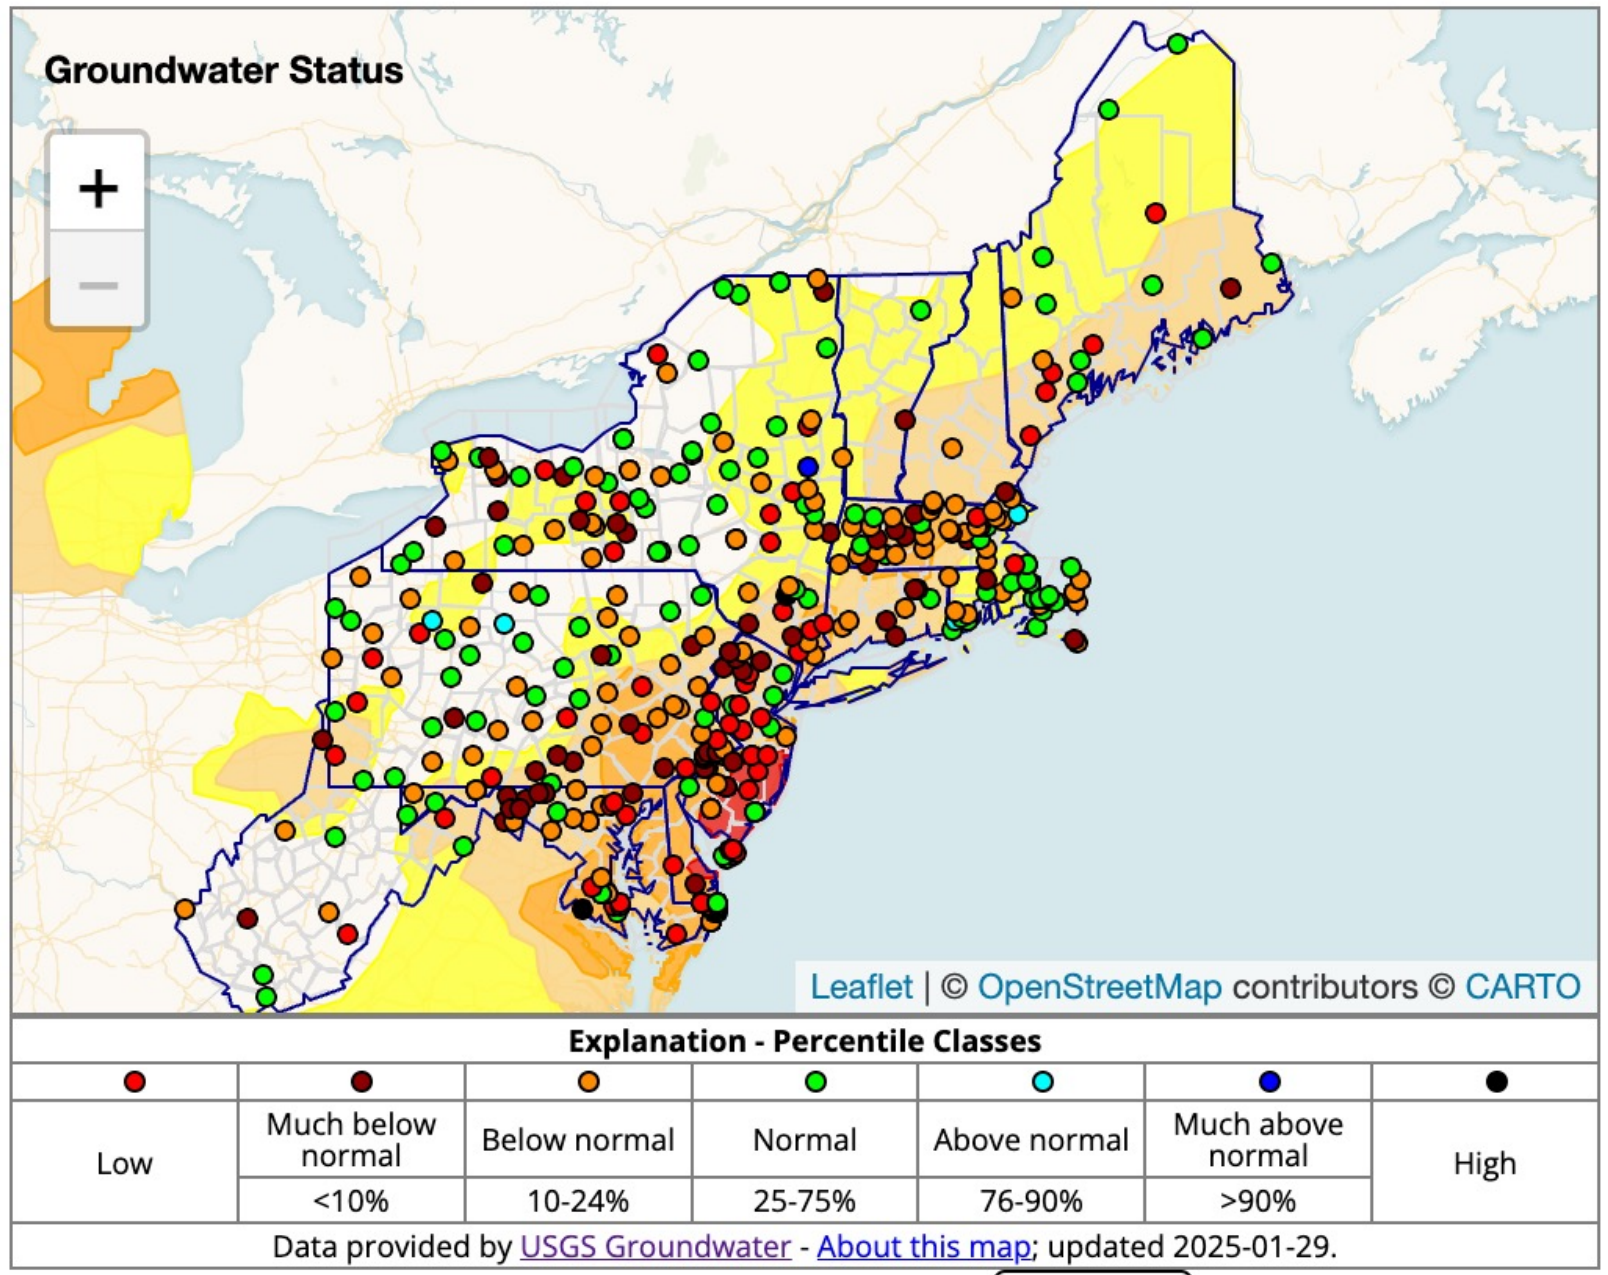 Groundwater Status
+
−
Leaflet | © OpenStreetMap contributors © CARTO
Explanation - Percentile Classes
Low
Much below
normal
<10%
Below normal
10-24%
Normal
25-75%
Above normal
76-90%
Much above
normal
>90%
High
Data provided by USGS Groundwater - About this map; updated 2025-01-29.